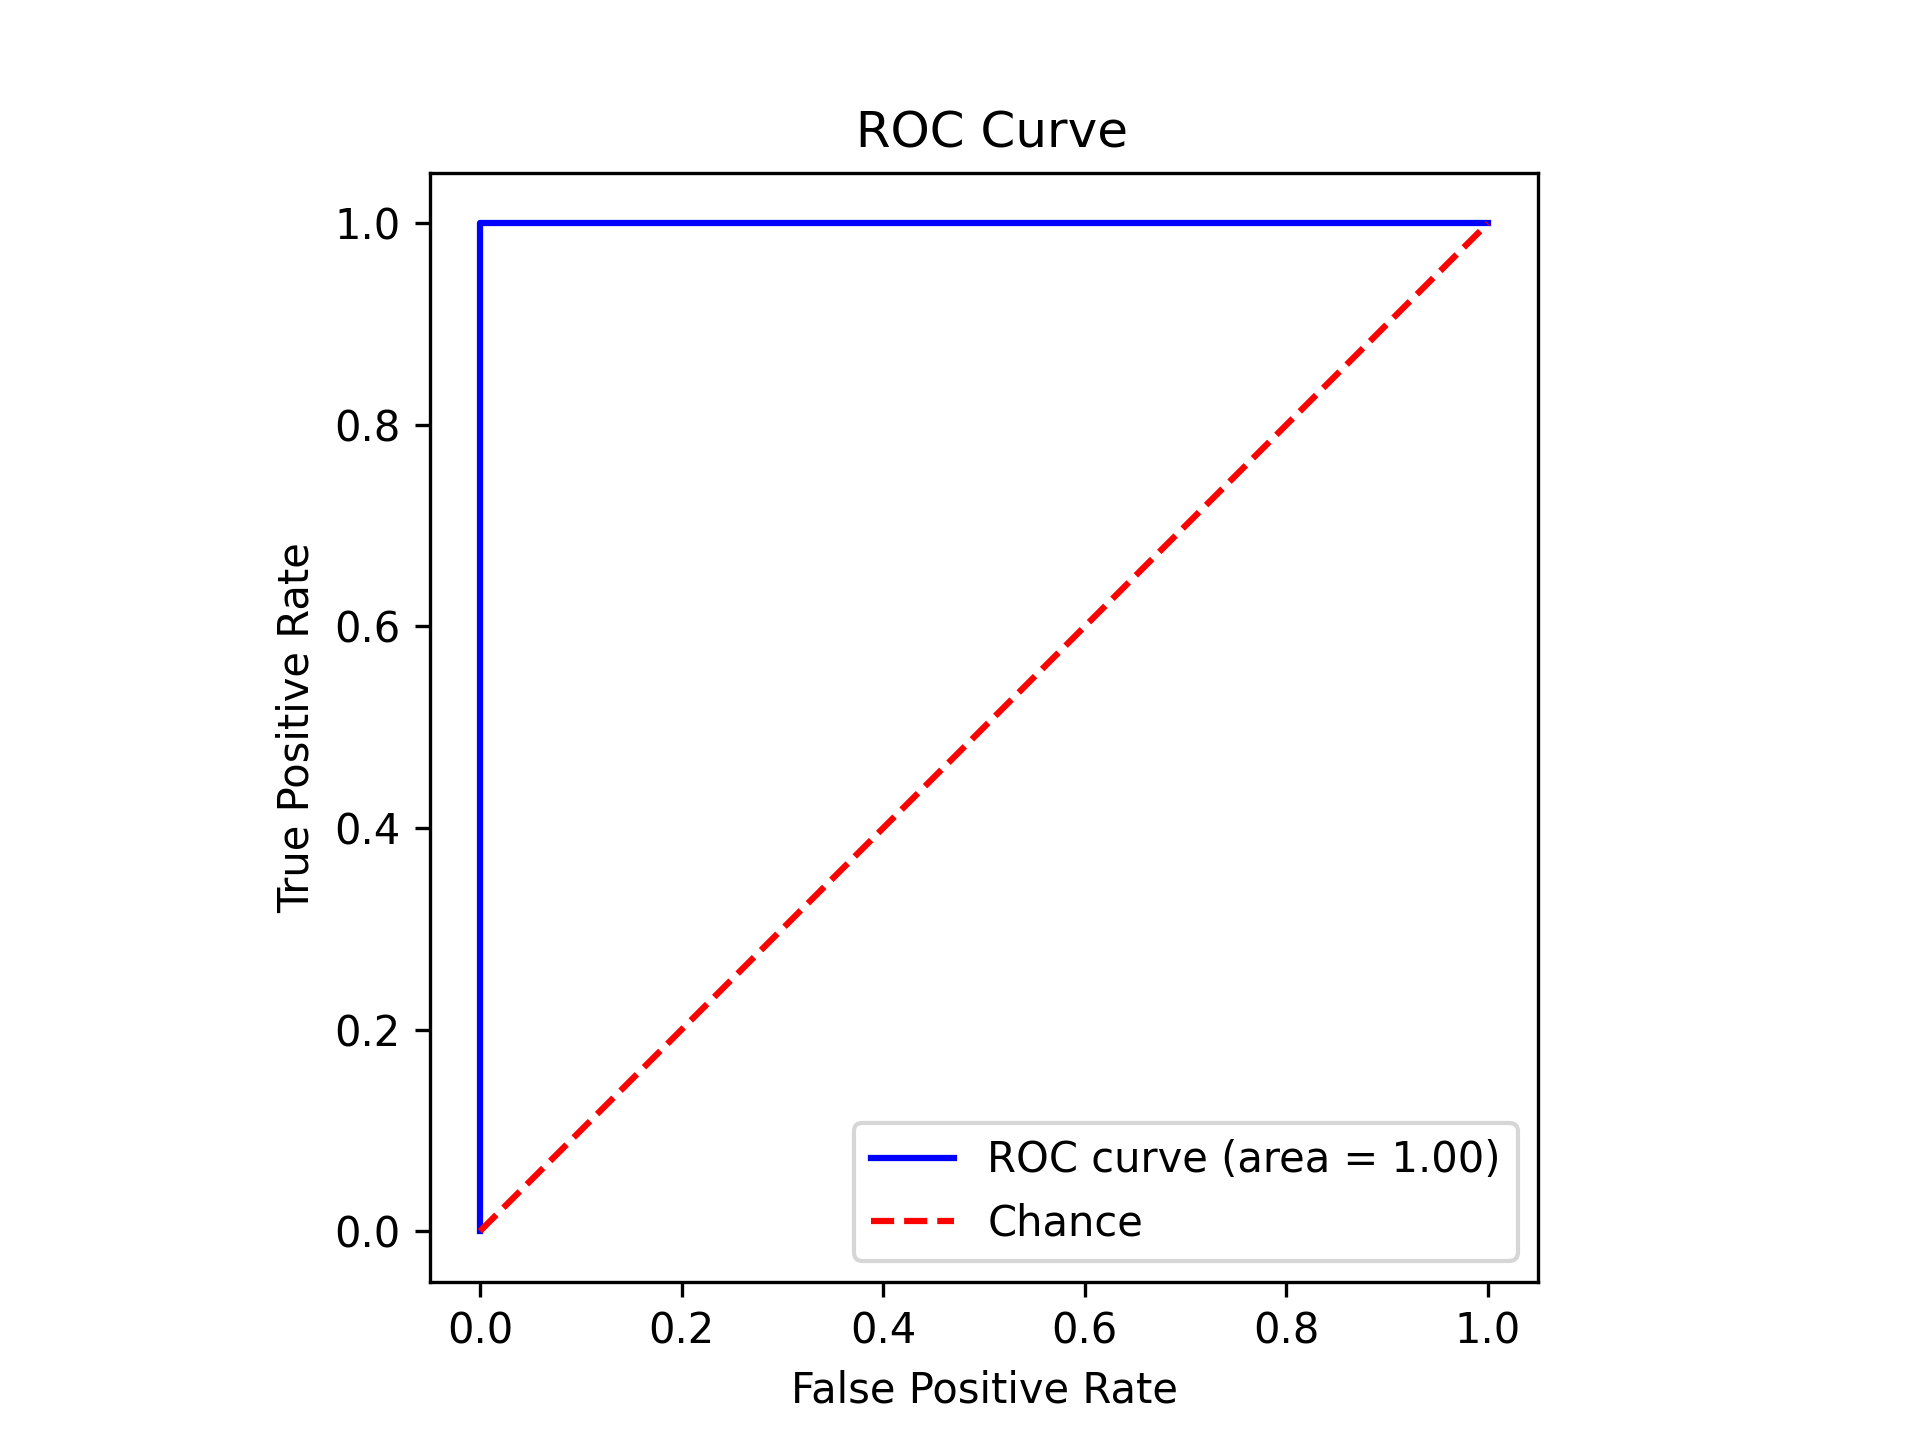 ROC Curve
True Positive Rate
1.0
0.8
0.6
0.4
0.2
0.0
ROC curve (area = 1.00)
Chance
0.0 0.2 0.4 0.6 0.8 1.0
False Positive Rate